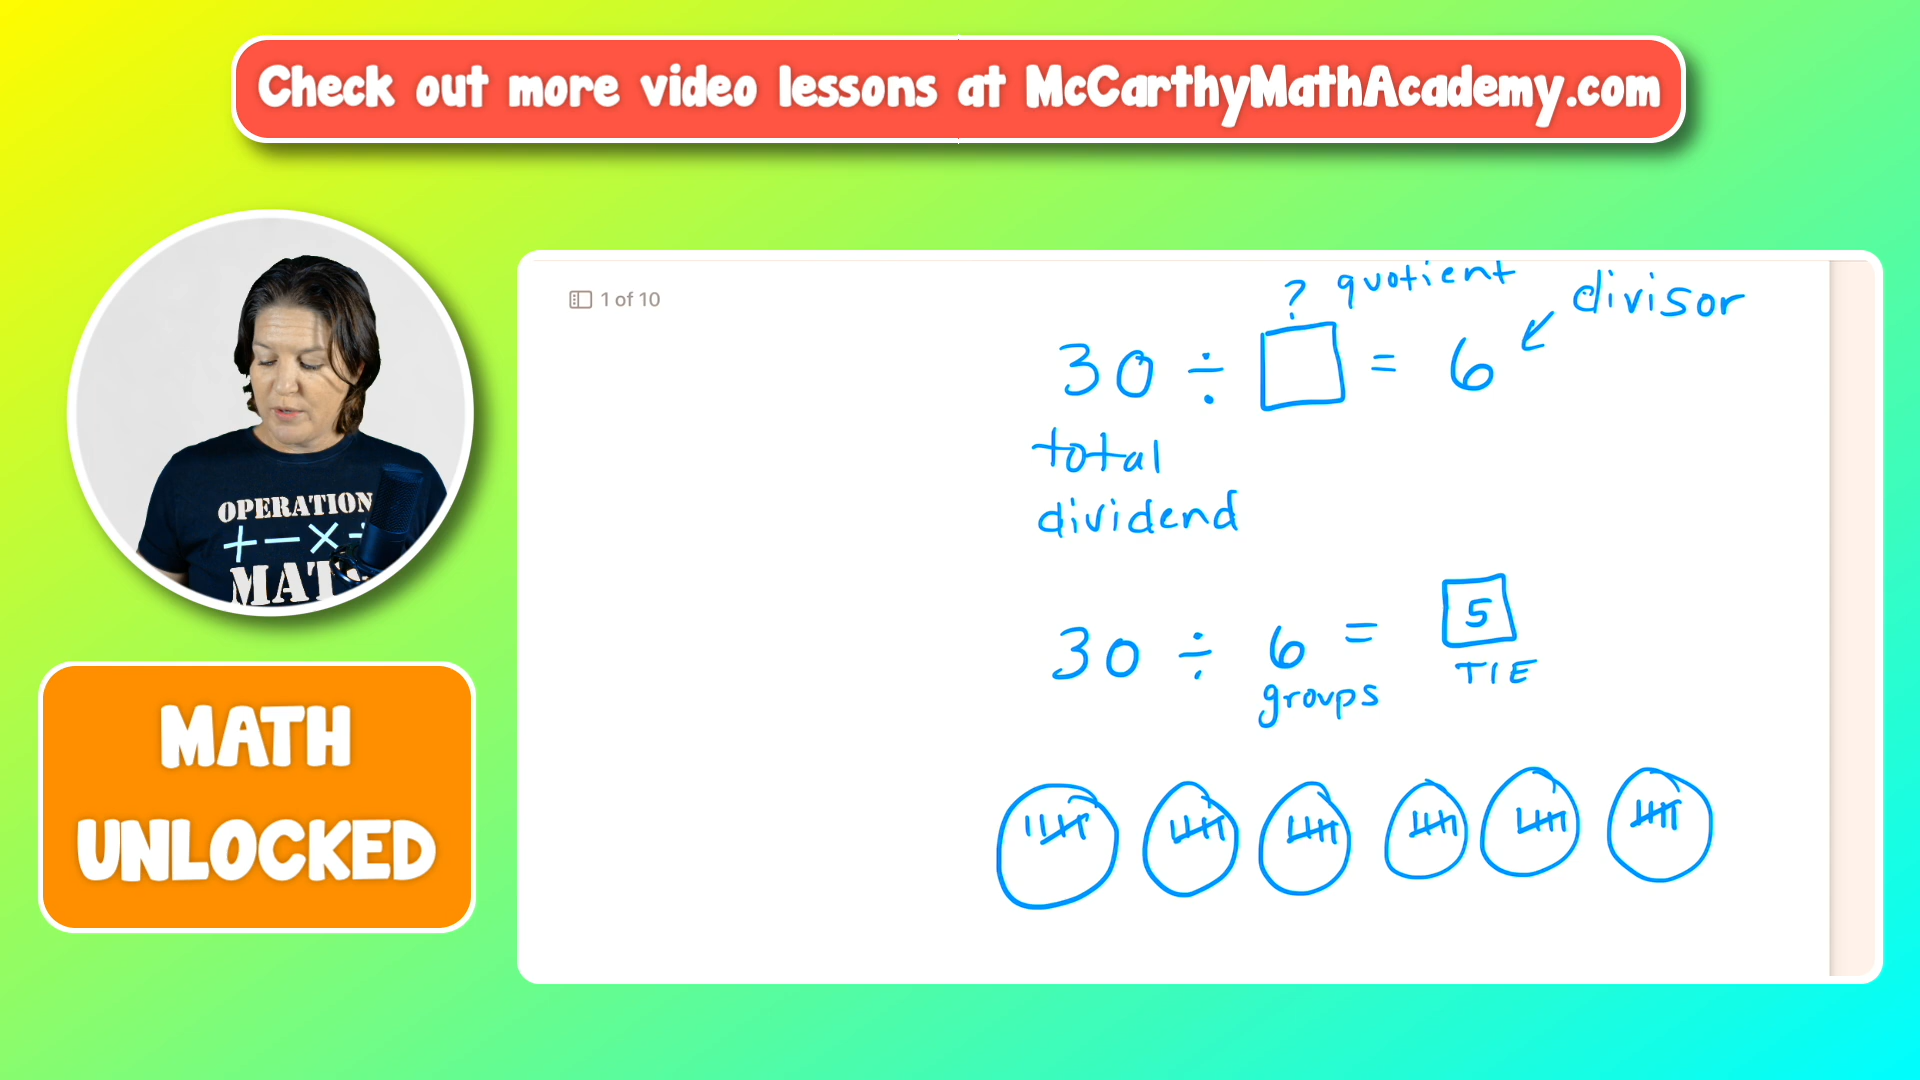 Check out more video lessons at McCarthyMathAcademy.com
OPERATION
+ − ×
MAT
MATH
UNLOCKED
1 of 10
? quotient
divisor
30 ÷ □ = 6
total
dividend
30 ÷ 6 = 5
groups
TIE